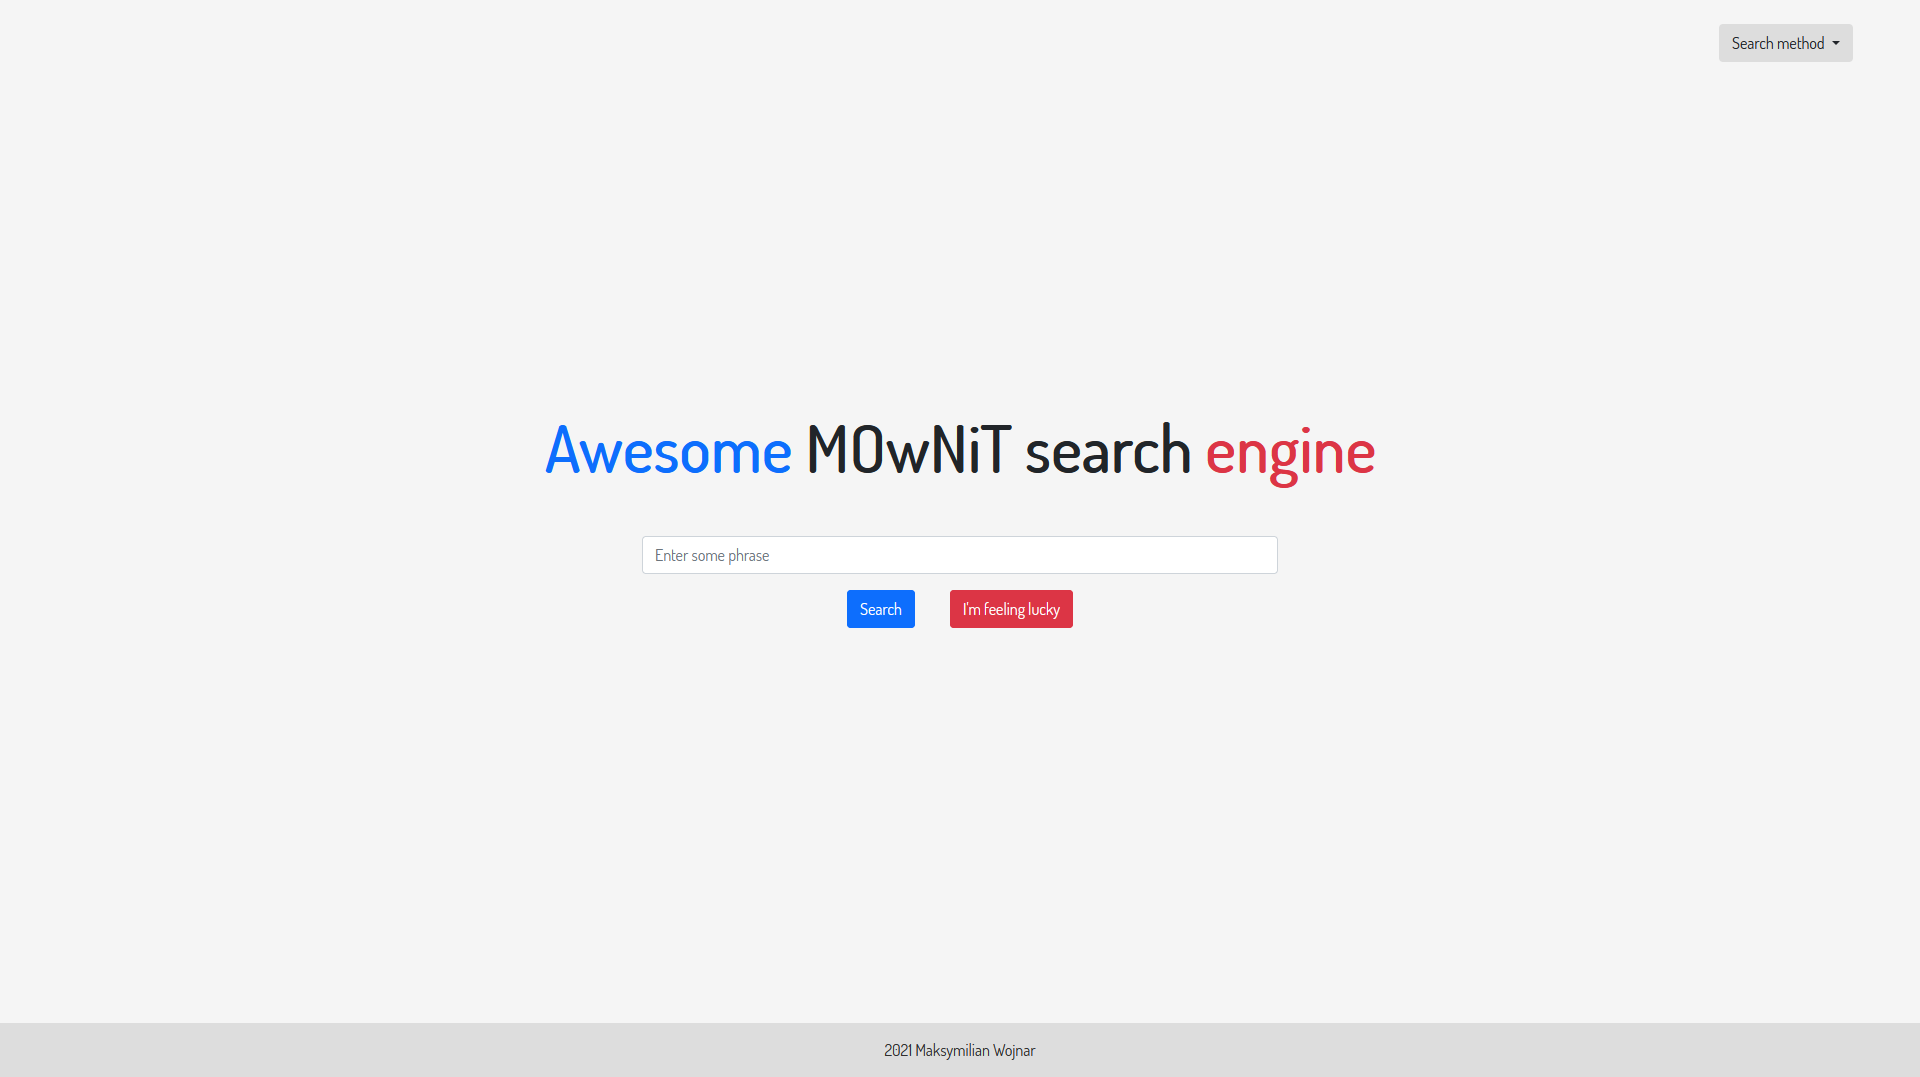 Search method
Awesome MOwNiT search engine
Enter some phrase
Search
I'm feeling lucky
2021 Maksymilian Wojnar